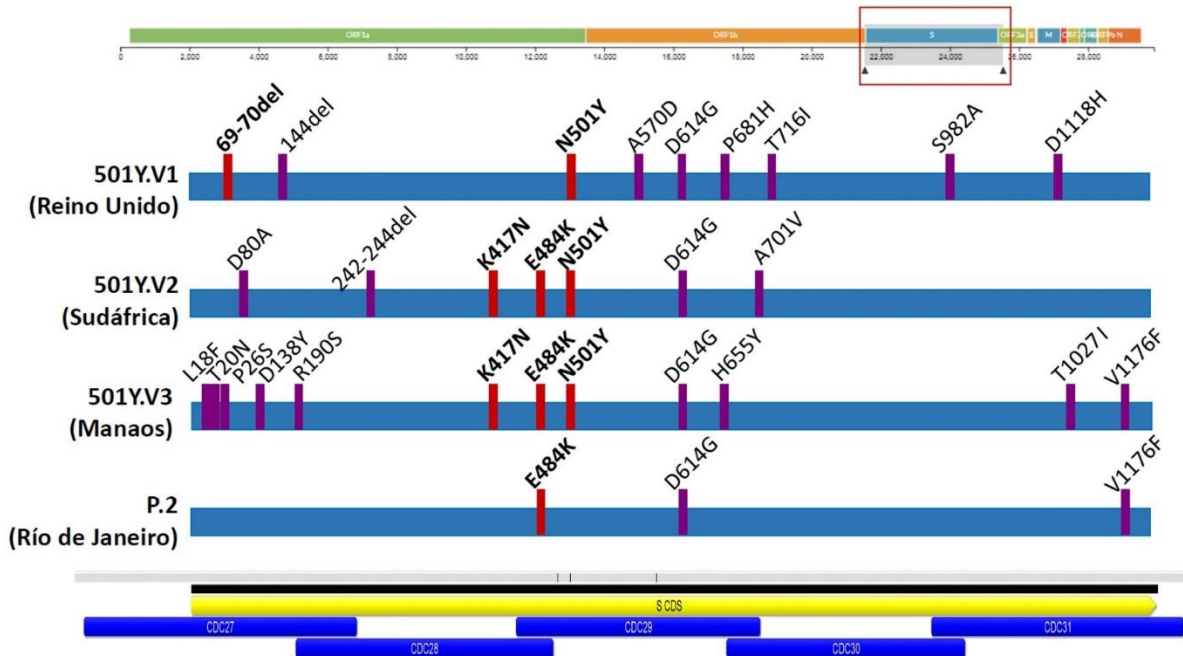 ORF1a ORF1b S ORF3a E M N
0 2,000 4,000 6,000 8,000 10,000 12,000 14,000 16,000 18,000 20,000 22,000 24,000 26,000 28,000
69-70del 144del N501Y A570D D614G P681H T716I S982A D1118H
501Y.V1
(Reino Unido)
D80A 242-244del K417N E484K N501Y D614G A701V
501Y.V2
(Sudáfrica)
L18F T20N P26S D138Y R190S K417N E484K N501Y D614G H655Y T1027I V1176F
501Y.V3
(Manaos)
E484K D614G V1176F
P.2
(Río de Janeiro)
S CDS
CDC27 CDC29 CDC31
CDC28 CDC30